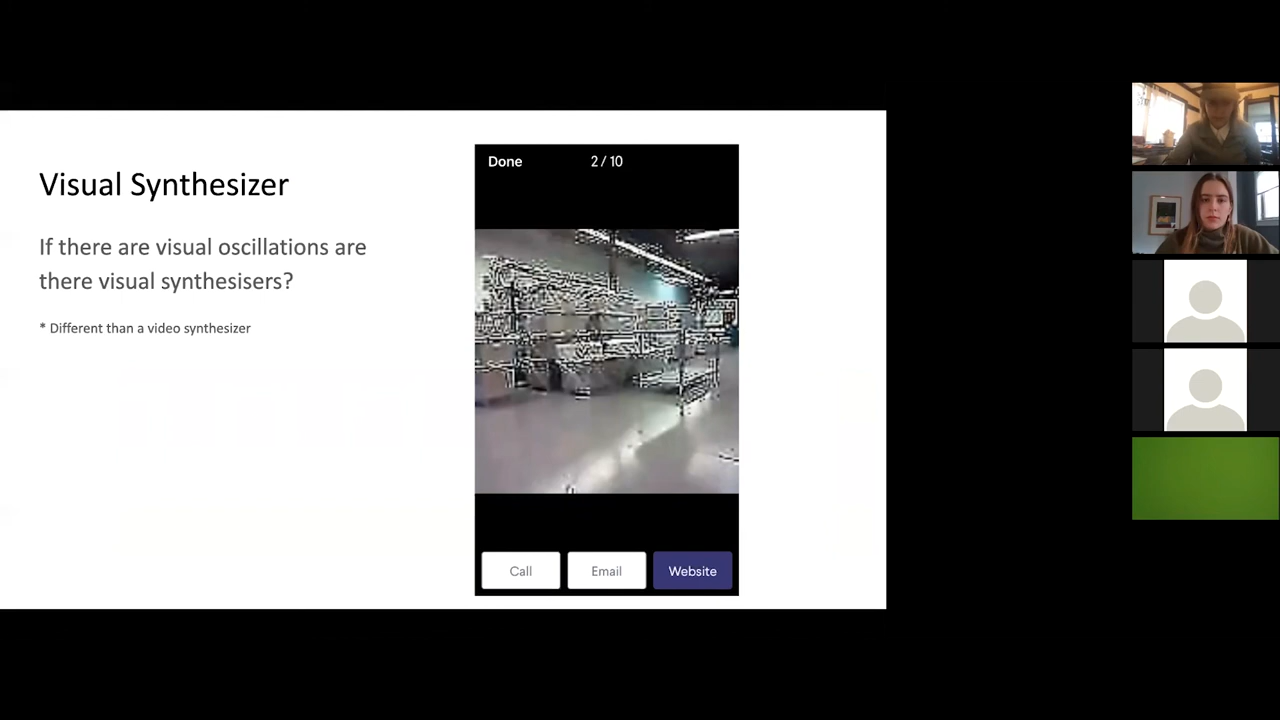 Visual Synthesizer
If there are visual oscillations are
there visual synthesisers?
* Different than a video synthesizer
Done
2 / 10
Call
Email
Website